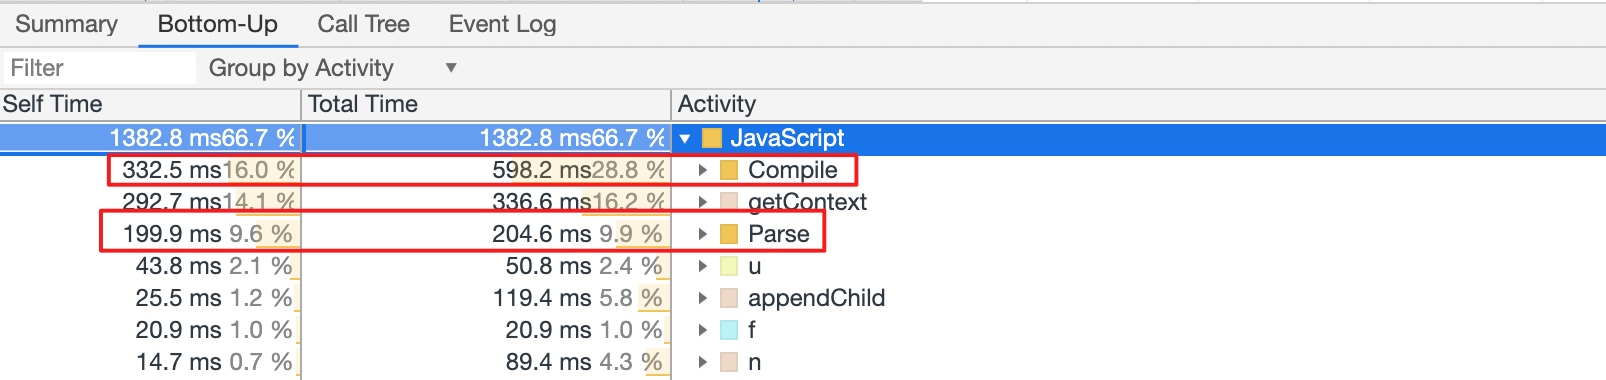 Summary Bottom-Up Call Tree Event Log
Filter Group by Activity ▼
Self Time Total Time Activity
1382.8 ms 66.7 % 1382.8 ms 66.7 % ▼ JavaScript
332.5 ms 16.0 % 598.2 ms 28.8 % ▶ Compile
292.7 ms 14.1 % 336.6 ms 16.2 % ▶ getContext
199.9 ms 9.6 % 204.6 ms 9.9 % ▶ Parse
43.8 ms 2.1 % 50.8 ms 2.4 % ▶ u
25.5 ms 1.2 % 119.4 ms 5.8 % ▶ appendChild
20.9 ms 1.0 % 20.9 ms 1.0 % ▶ f
14.7 ms 0.7 % 89.4 ms 4.3 % ▶ n